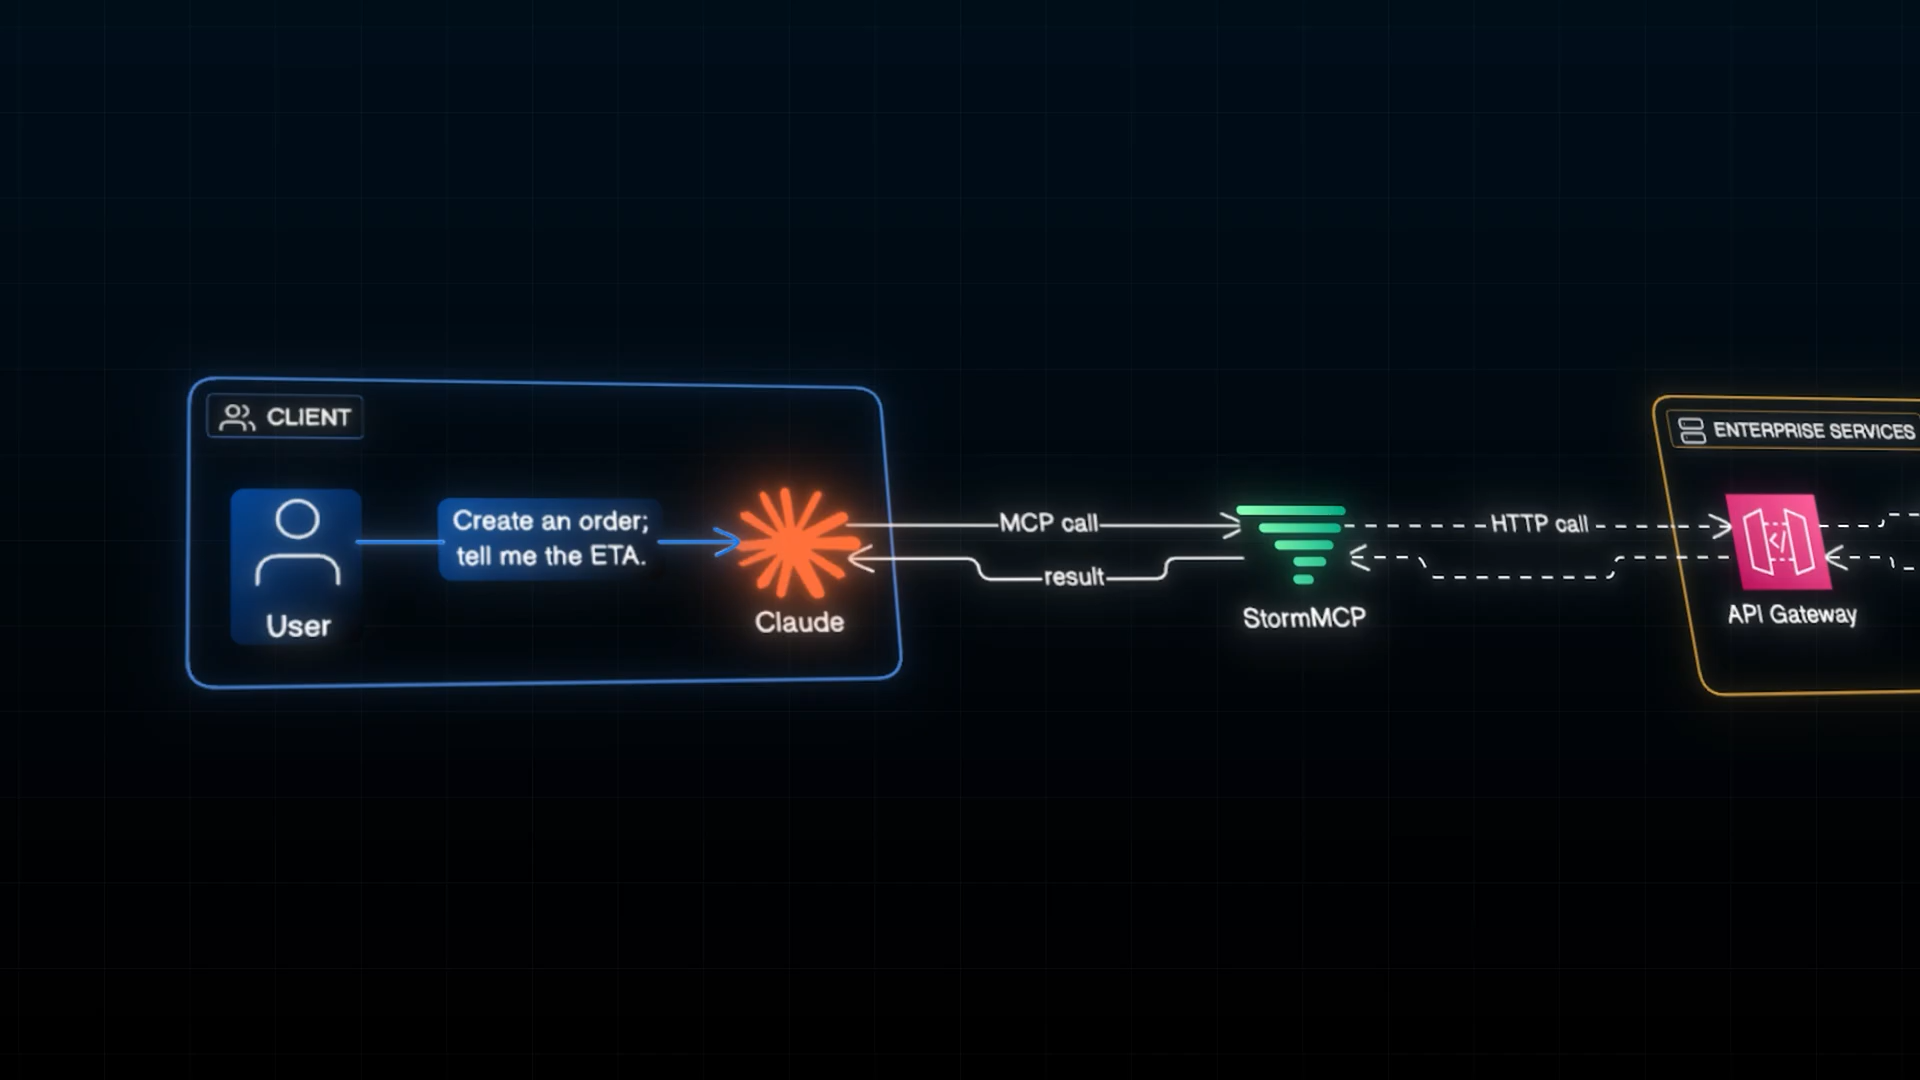 CLIENT
User
Create an order;
tell me the ETA.
Claude
MCP call
result
StormMCP
HTTP call
ENTERPRISE SERVICES
API Gateway